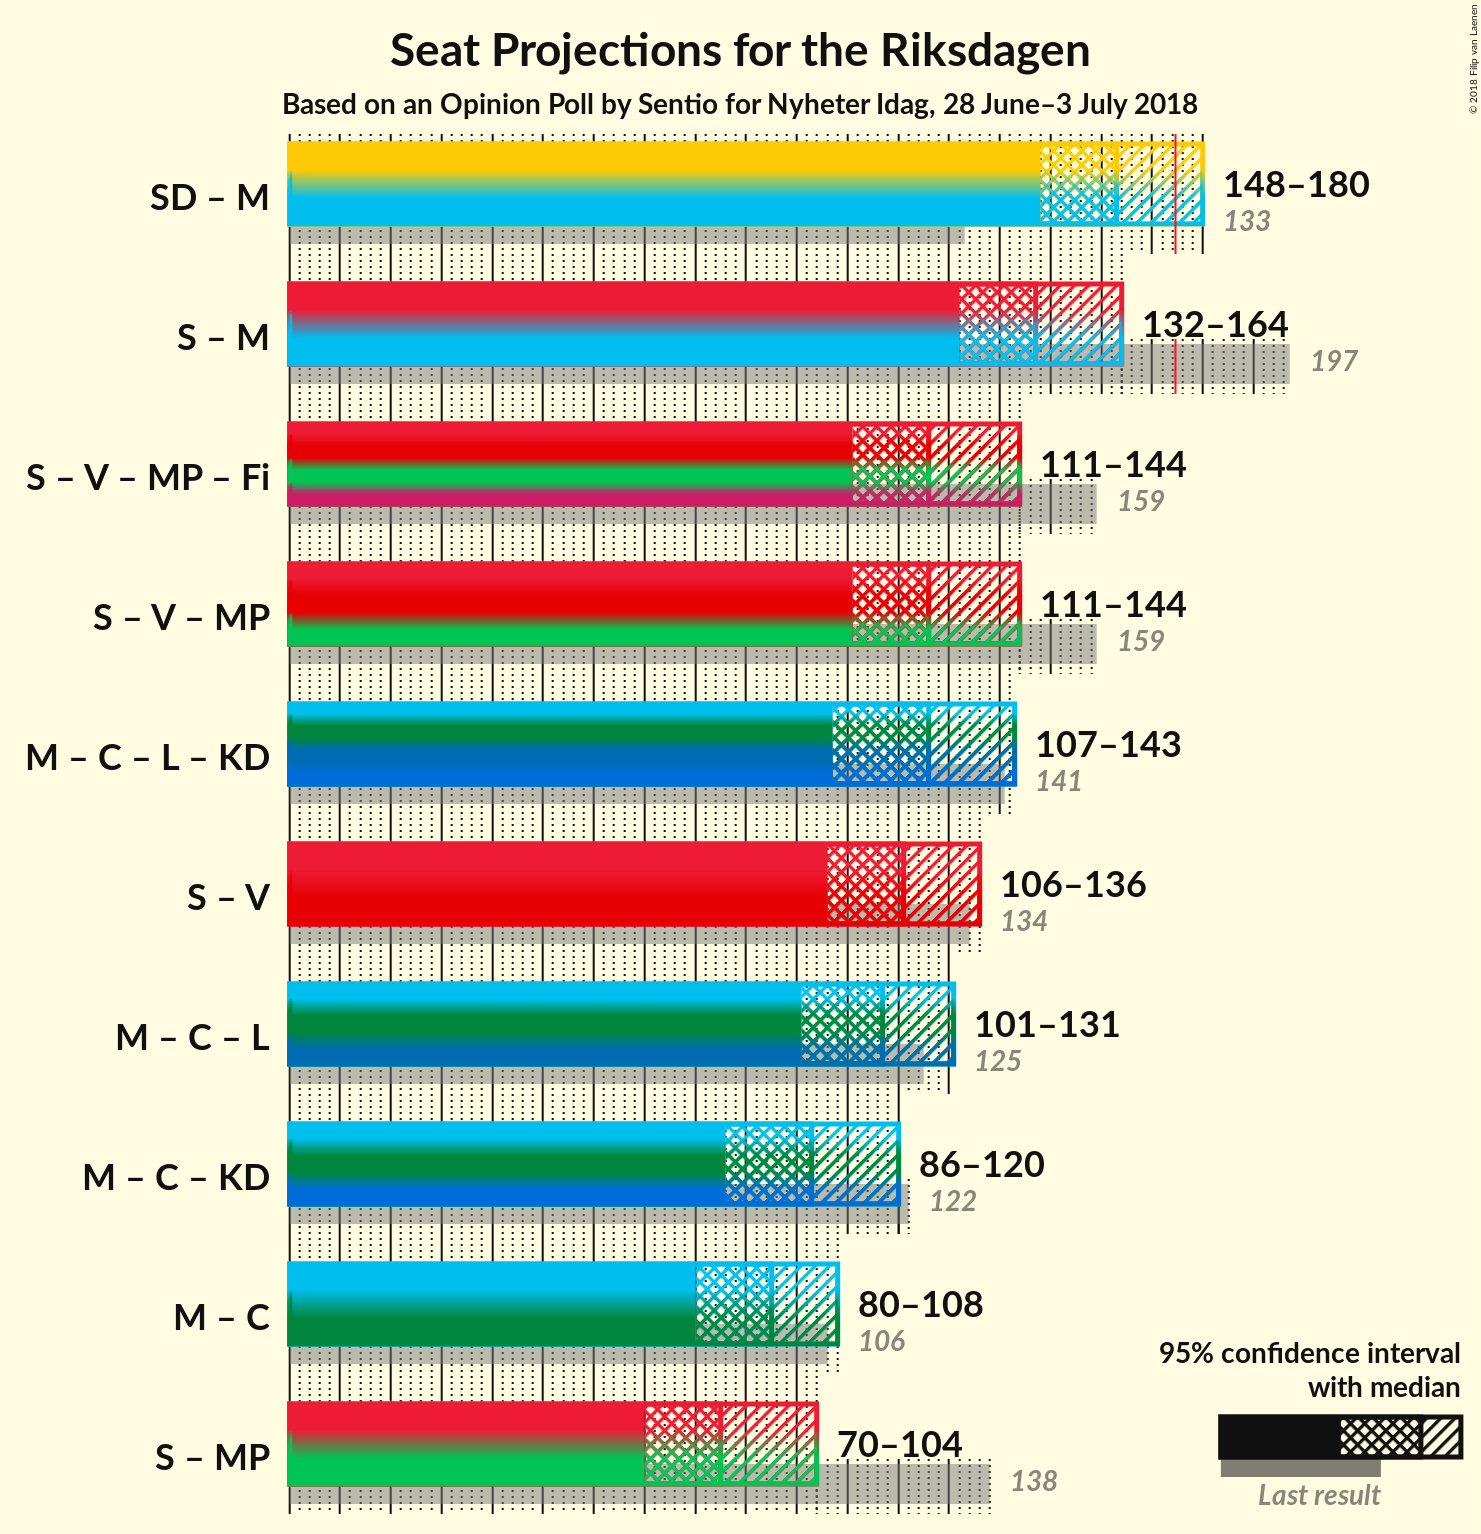 © 2018 Filip van Laenen
Seat Projections for the Riksdagen
Based on an Opinion Poll by Sentio for Nyheter Idag, 28 June–3 July 2018
SD – M
148–180
133
S – M
132–164
197
S – V – MP – Fi
111–144
159
S – V – MP
111–144
159
M – C – L – KD
107–143
141
S – V
106–136
134
M – C – L
101–131
125
M – C – KD
86–120
122
M – C
80–108
106
S – MP
70–104
138
95% confidence interval
with median
Last result